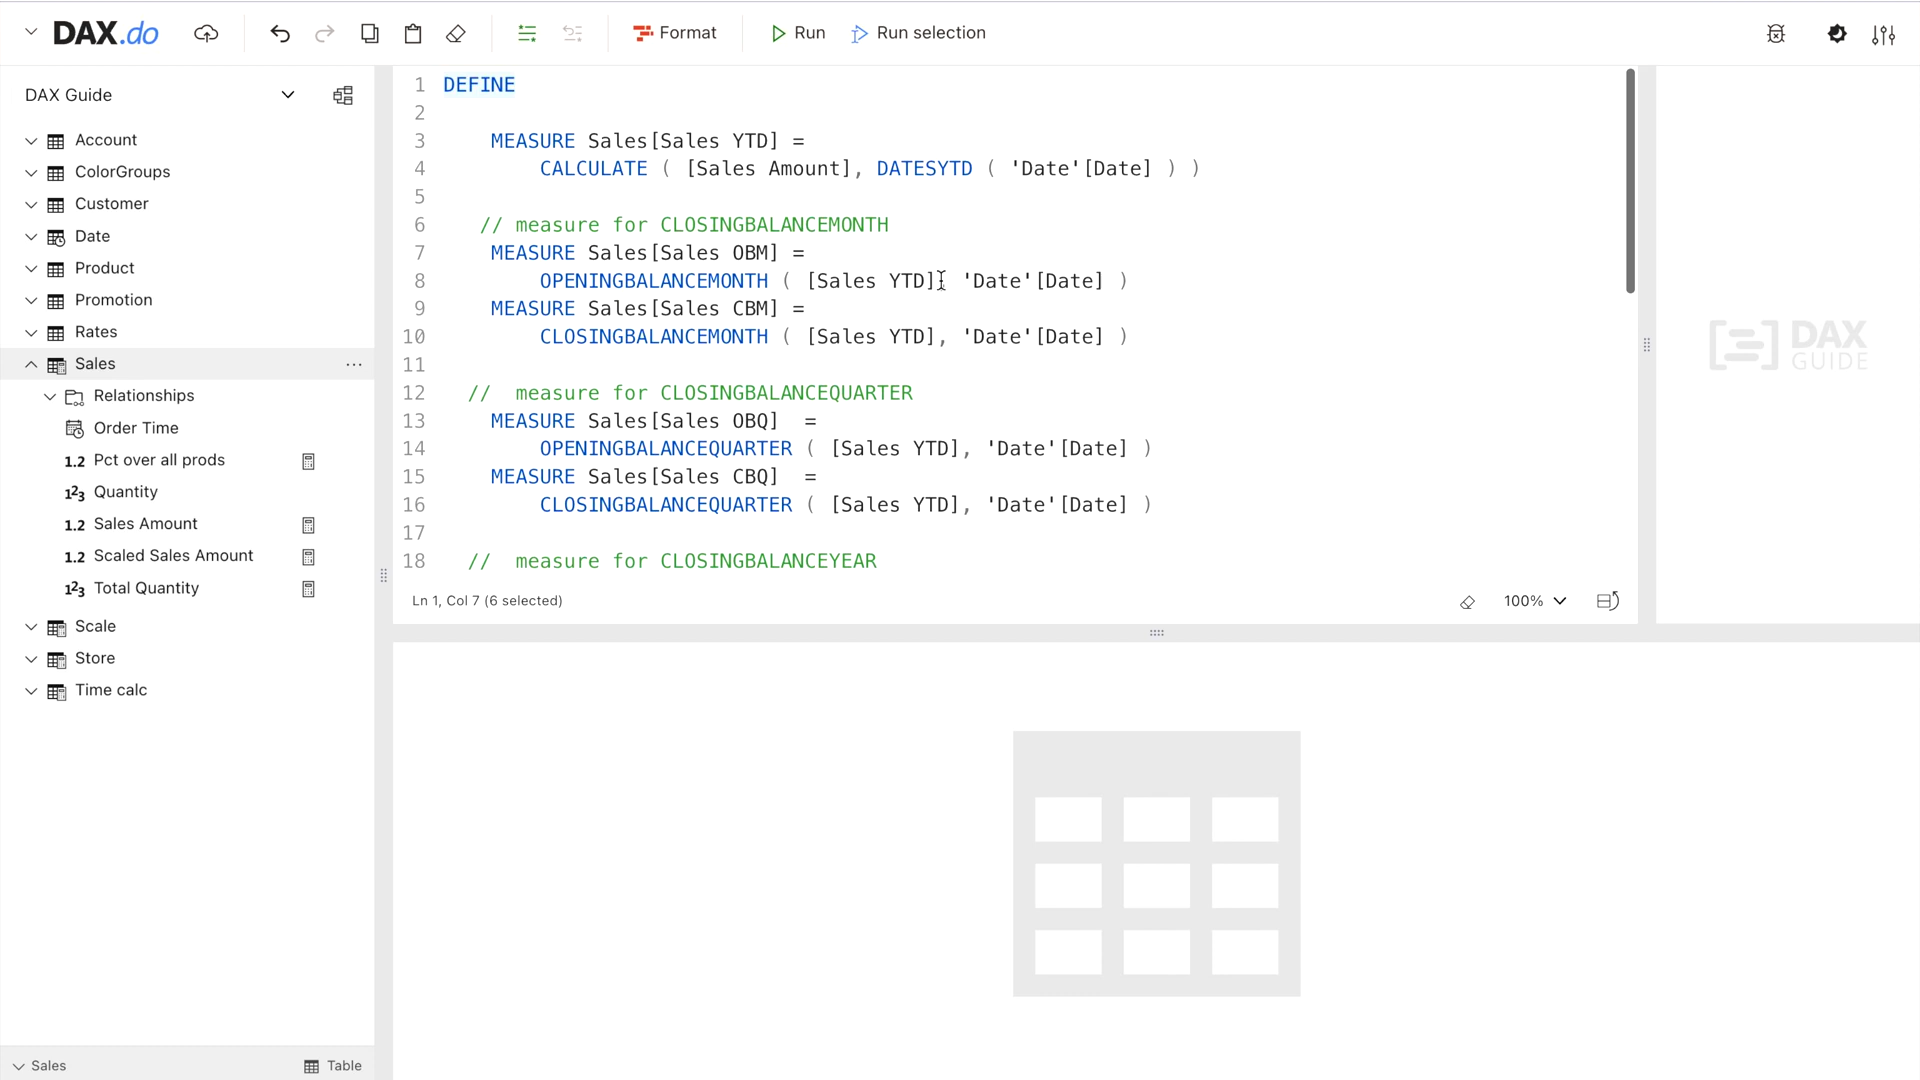 DAX.do
Format
Run
Run selection
DAX Guide
Account
ColorGroups
Customer
Date
Product
Promotion
Rates
Sales
Relationships
Order Time
1.2 Pct over all prods
123 Quantity
1.2 Sales Amount
1.2 Scaled Sales Amount
123 Total Quantity
Scale
Store
Time calc
Sales
Table
1 DEFINE
2
3 MEASURE Sales[Sales YTD] =
4 CALCULATE ( [Sales Amount], DATESYTD ( 'Date'[Date] ) )
5
6 // measure for CLOSINGBALANCEMONTH
7 MEASURE Sales[Sales OBM] =
8 OPENINGBALANCEMONTH ( [Sales YTD], 'Date'[Date] )
9 MEASURE Sales[Sales CBM] =
10 CLOSINGBALANCEMONTH ( [Sales YTD], 'Date'[Date] )
11
12 // measure for CLOSINGBALANCEQUARTER
13 MEASURE Sales[Sales OBQ] =
14 OPENINGBALANCEQUARTER ( [Sales YTD], 'Date'[Date] )
15 MEASURE Sales[Sales CBQ] =
16 CLOSINGBALANCEQUARTER ( [Sales YTD], 'Date'[Date] )
17
18 // measure for CLOSINGBALANCEYEAR
Ln 1, Col 7 (6 selected)
100%
DAX
GUIDE